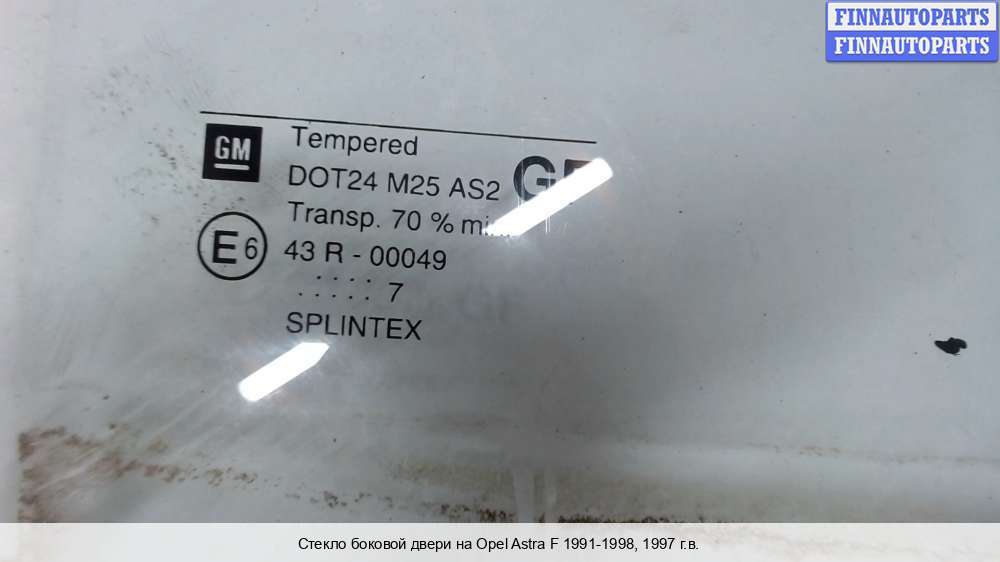 FINNAUTOPARTS
FINNAUTOPARTS
GM
Tempered
DOT24 M25 AS2
Transp. 70 %
E6
43 R - 00049
. . . .
. . . . . 7
SPLINTEX
Стекло боковой двери на Opel Astra F 1991-1998, 1997 г.в.